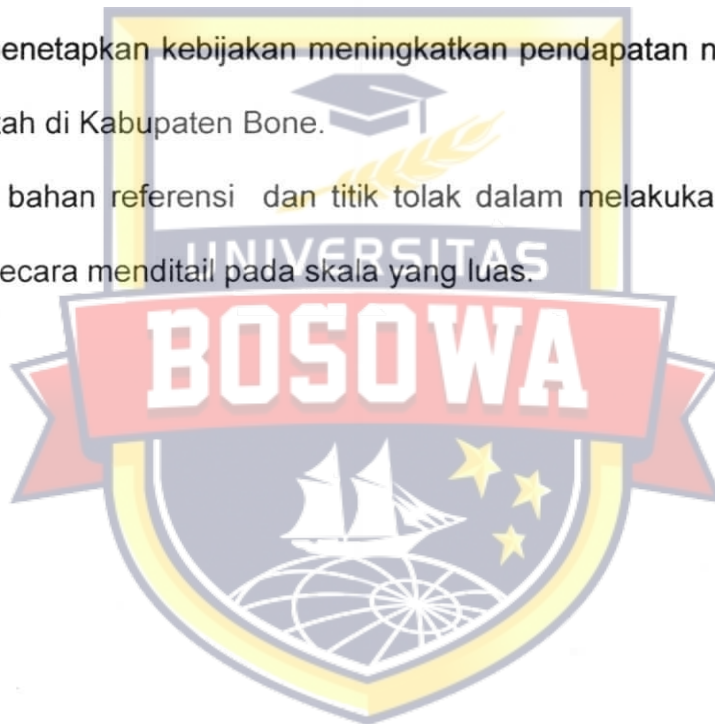 enetapkan kebijakan meningkatkan pendapatan n
ah di Kabupaten Bone.
bahan referensi dan titik tolak dalam melakuka
UNIVERSITAS
ecara menditail pada skala yang luas.
BOSOWA